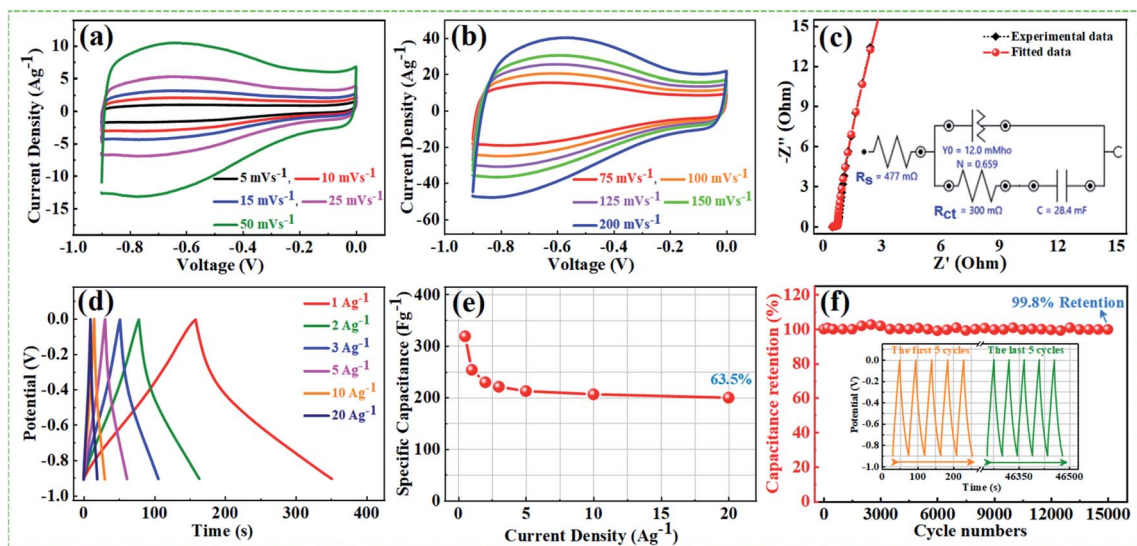 (a)
Current Density (Ag-1)
10
5
0
-5
-10
-15
5 mVs-1, 10 mVs-1
15 mVs-1, 25 mVs-1
50 mVs-1
-1.0 -0.8 -0.6 -0.4 -0.2 0.0
Voltage (V)
(b)
Current Density (Ag-1)
40
20
0
-20
-40
-60
75 mVs-1, 100 mVs-1
125 mVs-1, 150 mVs-1
200 mVs-1
-1.0 -0.8 -0.6 -0.4 -0.2 0.0
Voltage (V)
(c)
-Z'' (Ohm)
15
12
9
6
3
0
Experimental data
Fitted data
Y0 = 12.0 mMho
N = 0.659
Rs = 477 mΩ
Rct = 300 mΩ
C = 28.4 mF
0 3 6 9 12 15
Z' (Ohm)
(d)
Potential (V)
0.0
-0.2
-0.4
-0.6
-0.8
-1.0
1 Ag-1
2 Ag-1
3 Ag-1
5 Ag-1
10 Ag-1
20 Ag-1
0 100 200 300 400
Time (s)
(e)
Specific Capacitance (Fg-1)
400
300
200
100
0
63.5%
0 5 10 15 20
Current Density (Ag-1)
(f)
Capacitance retention (%)
120
100
80
60
40
20
0
99.8% Retention
The first 5 cycles
The last 5 cycles
Potential (V)
0.0
-0.2
-0.4
-0.6
-0.8
-1.0
0 100 200 46350 46500
Time (s)
0 3000 6000 9000 12000 15000
Cycle numbers